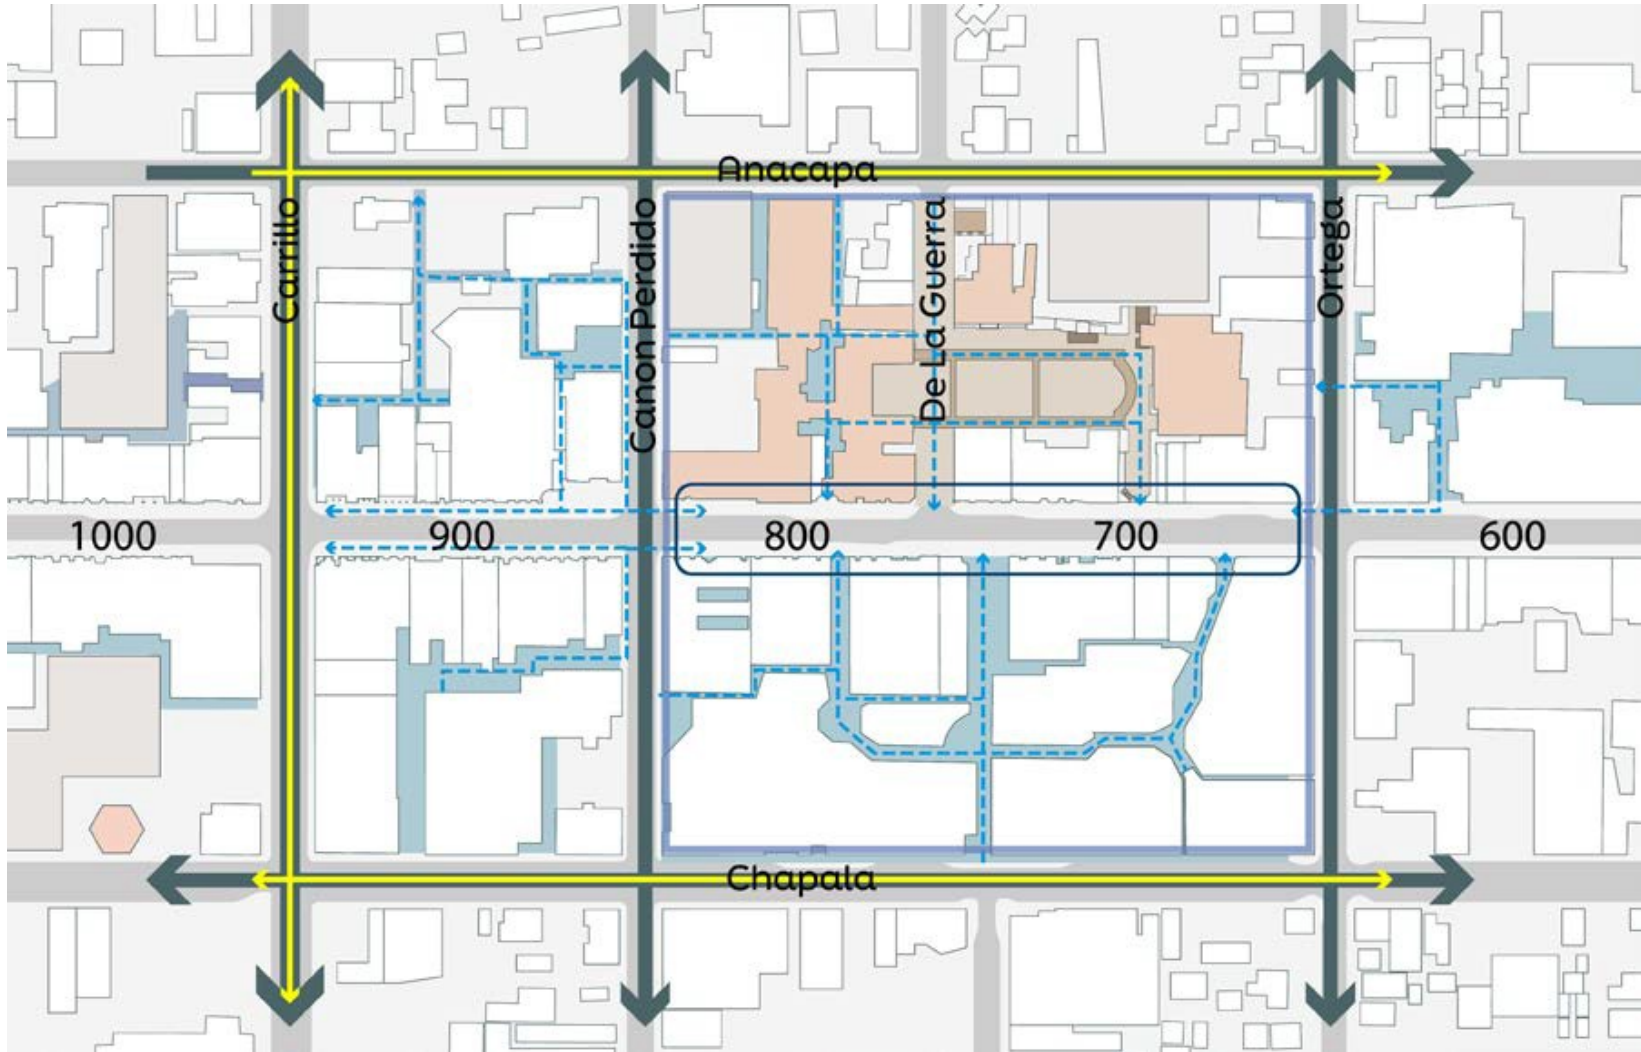 Anacapa
Carrillo
Canon Perdido
De La Guerra
Ortega
1000
900
800
700
600
Chapala